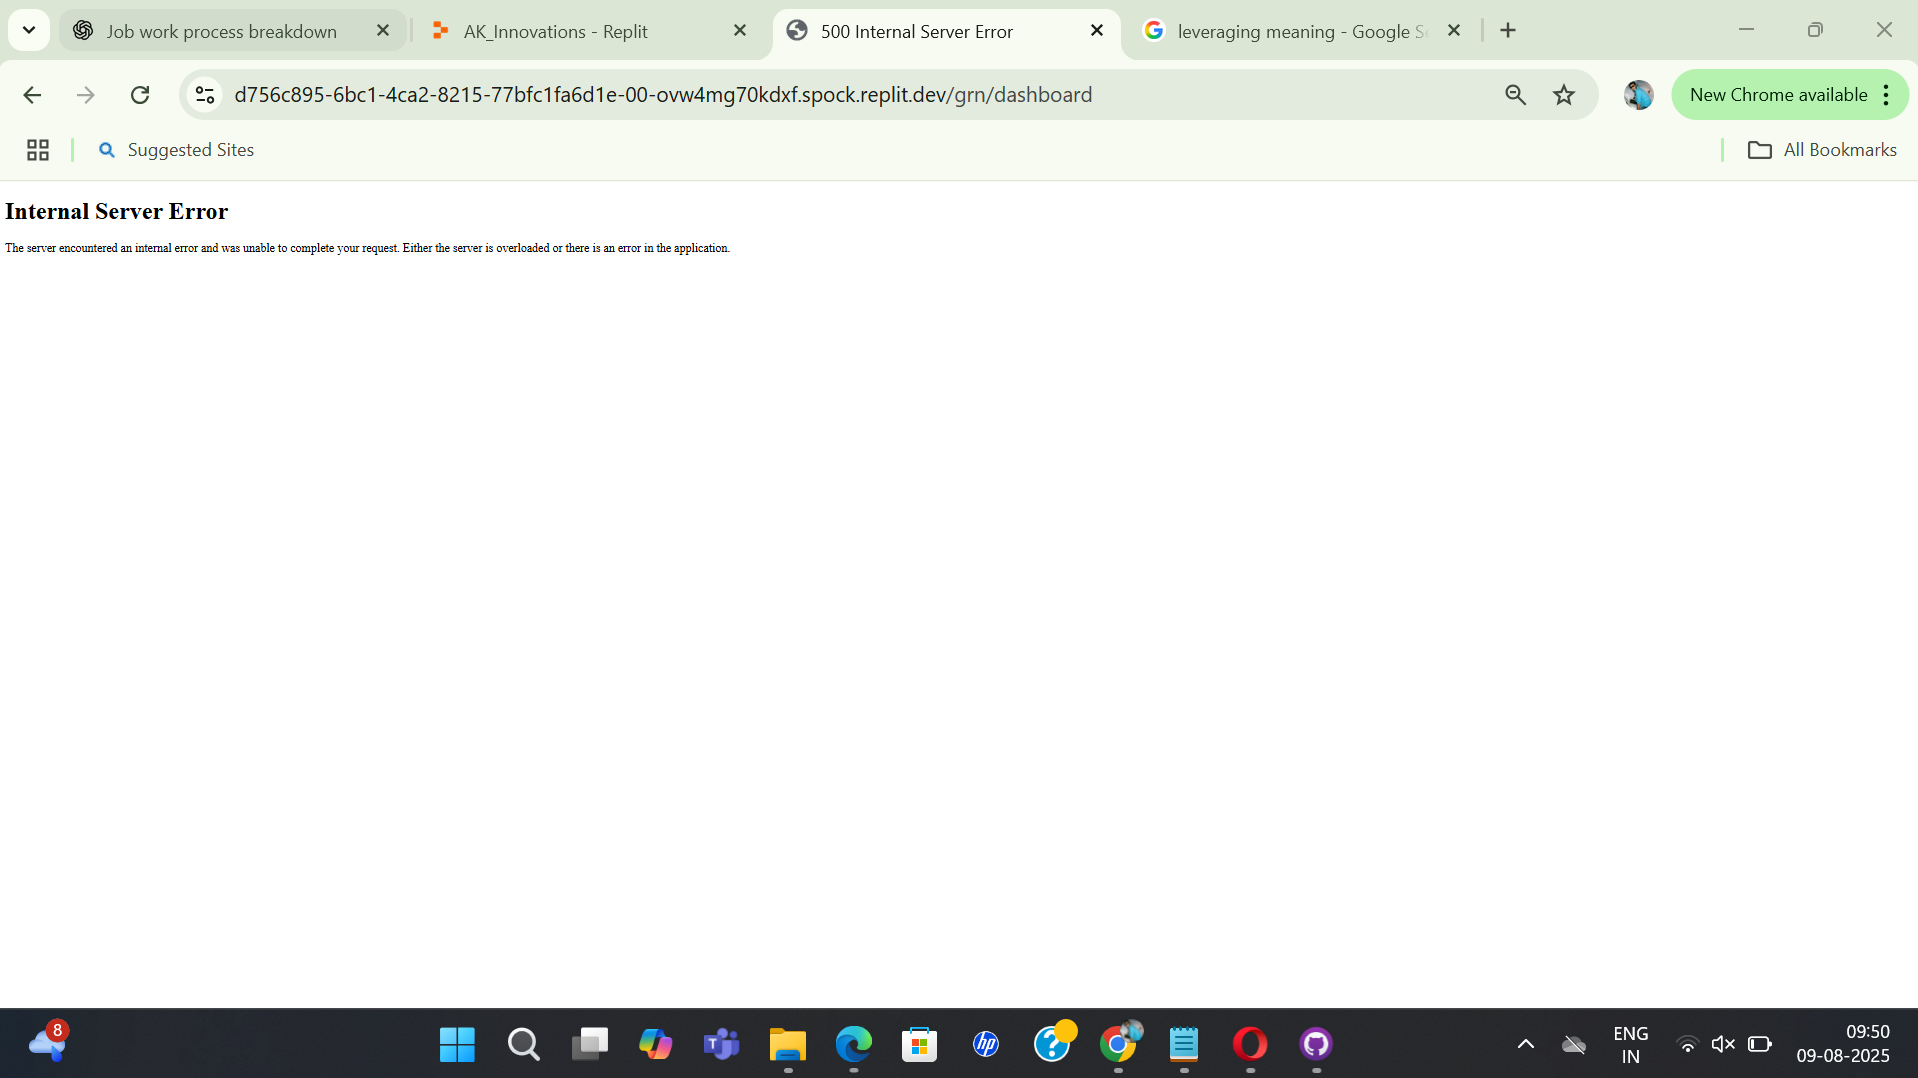 Job work process breakdown
AK_Innovations - Replit
500 Internal Server Error
leveraging meaning - Google S
d756c895-6bc1-4ca2-8215-77bfc1fa6d1e-00-ovw4mg70kdxf.spock.replit.dev/grn/dashboard
New Chrome available
Suggested Sites
All Bookmarks
Internal Server Error
The server encountered an internal error and was unable to complete your request. Either the server is overloaded or there is an error in the application.
8
hp
ENG
IN
09:50
09-08-2025